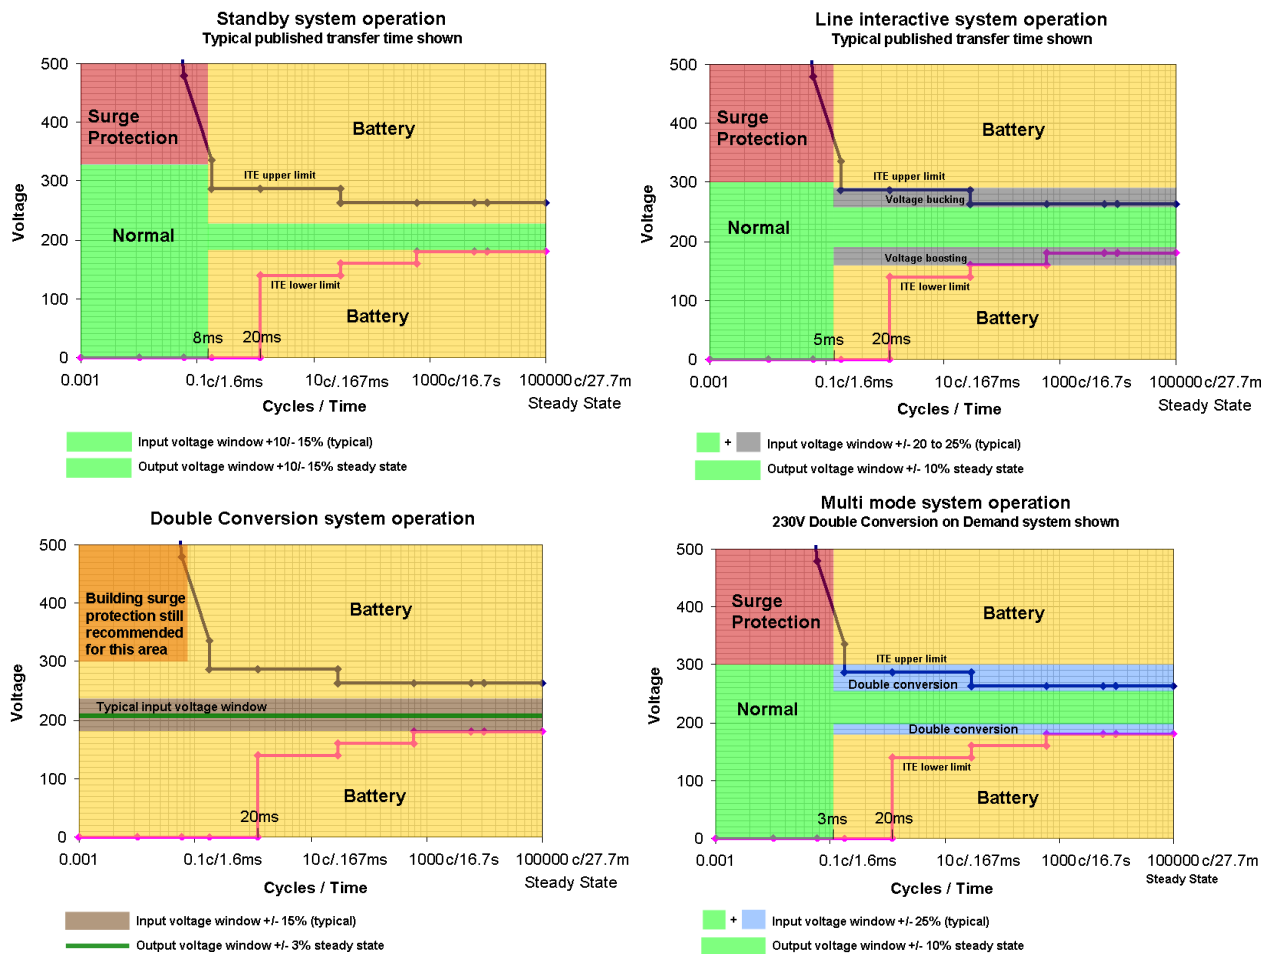 Standby system operation
Typical published transfer time shown
500
400
300
200
100
0
Voltage
Surge
Protection
Battery
ITE upper limit
Normal
ITE lower limit
Battery
8ms
20ms
0.001
0.1c/1.6ms
10c/.167ms
1000c/16.7s
100000 c/27.7m
Cycles / Time
Steady State
Input voltage window +10/- 15% (typical)
Output voltage window +10/- 15% steady state
Line interactive system operation
Typical published transfer time shown
500
400
300
200
100
0
Voltage
Surge
Protection
Battery
ITE upper limit
Voltage bucking
Normal
Voltage boosting
ITE lower limit
Battery
5ms
20ms
0.001
0.1c/1.6ms
10c/.167ms
1000c/16.7s
100000 c/27.7m
Cycles / Time
Steady State
+
Input voltage window +/- 20 to 25% (typical)
Output voltage window +/- 10% steady state
Double Conversion system operation
500
400
300
200
100
0
Voltage
Building surge
protection still
recommended
for this area
Battery
Typical input voltage window
Battery
20ms
0.001
0.1c/1.6ms
10c/.167ms
1000c/16.7s
100000 c/27.7m
Cycles / Time
Steady State
Input voltage window +/- 15% (typical)
Output voltage window +/- 3% steady state
Multi mode system operation
230V Double Conversion on Demand system shown
500
400
300
200
100
0
Voltage
Surge
Protection
Battery
ITE upper limit
Double conversion
Normal
Double conversion
ITE lower limit
Battery
3ms
20ms
0.001
0.1c/1.6ms
10c/.167ms
1000c/16.7s
100000 c/27.7m
Cycles / Time
Steady State
+
Input voltage window +/- 25% (typical)
Output voltage window +/- 10% steady state